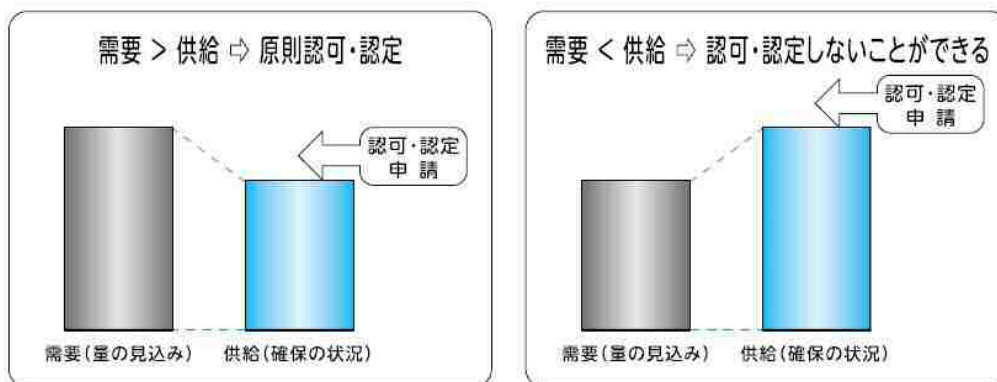 需要 > 供給 ⇨ 原則認可・認定
認可・認定
申 請
需要(量の見込み) 供給(確保の状況)
需要 < 供給 ⇨ 認可・認定しないことができる
認可・認定
申 請
需要(量の見込み) 供給(確保の状況)